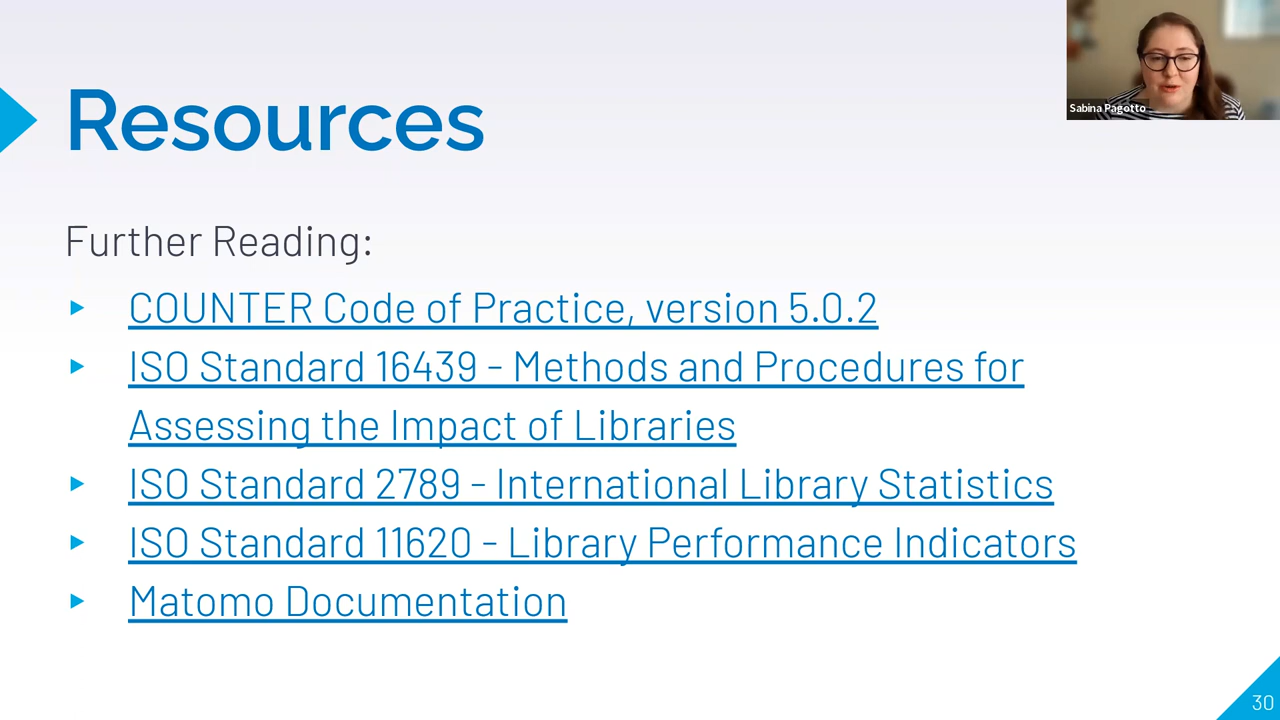 Resources
Sabina Pagotto
Further Reading:
COUNTER Code of Practice, version 5.0.2
ISO Standard 16439 - Methods and Procedures for
Assessing the Impact of Libraries
ISO Standard 2789 - International Library Statistics
ISO Standard 11620 - Library Performance Indicators
Matomo Documentation
30